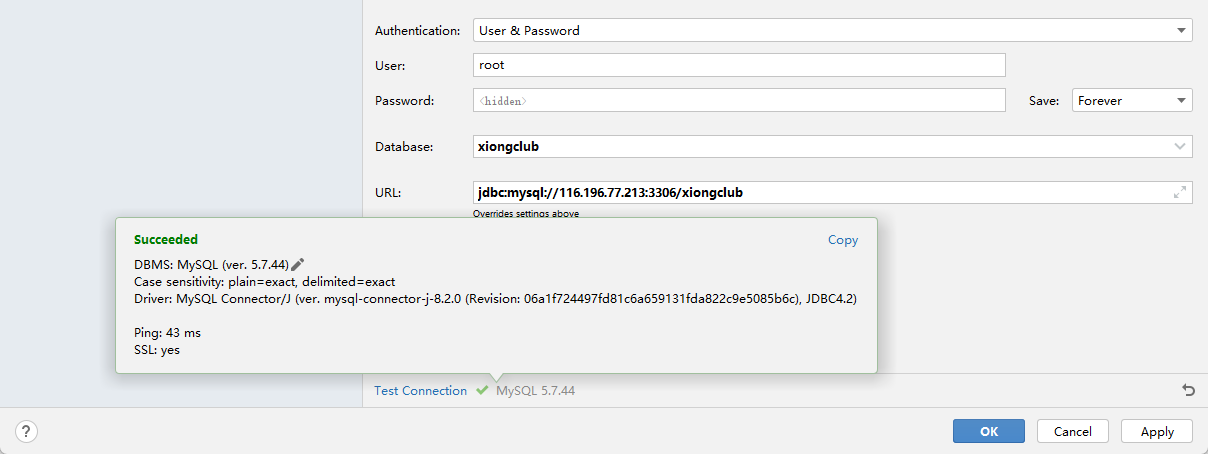 Authentication: User & Password
User: root
Password: <hidden> Save: Forever
Database: xiongclub
URL: jdbc:mysql://116.196.77.213:3306/xiongclub
Overrides settings above
Succeeded Copy
DBMS: MySQL (ver. 5.7.44)
Case sensitivity: plain=exact, delimited=exact
Driver: MySQL Connector/J (ver. mysql-connector-j-8.2.0 (Revision: 06a1f724497fd81c6a659131fda822c9e5085b6c), JDBC4.2)
Ping: 43 ms
SSL: yes
Test Connection MySQL 5.7.44
? OK Cancel Apply